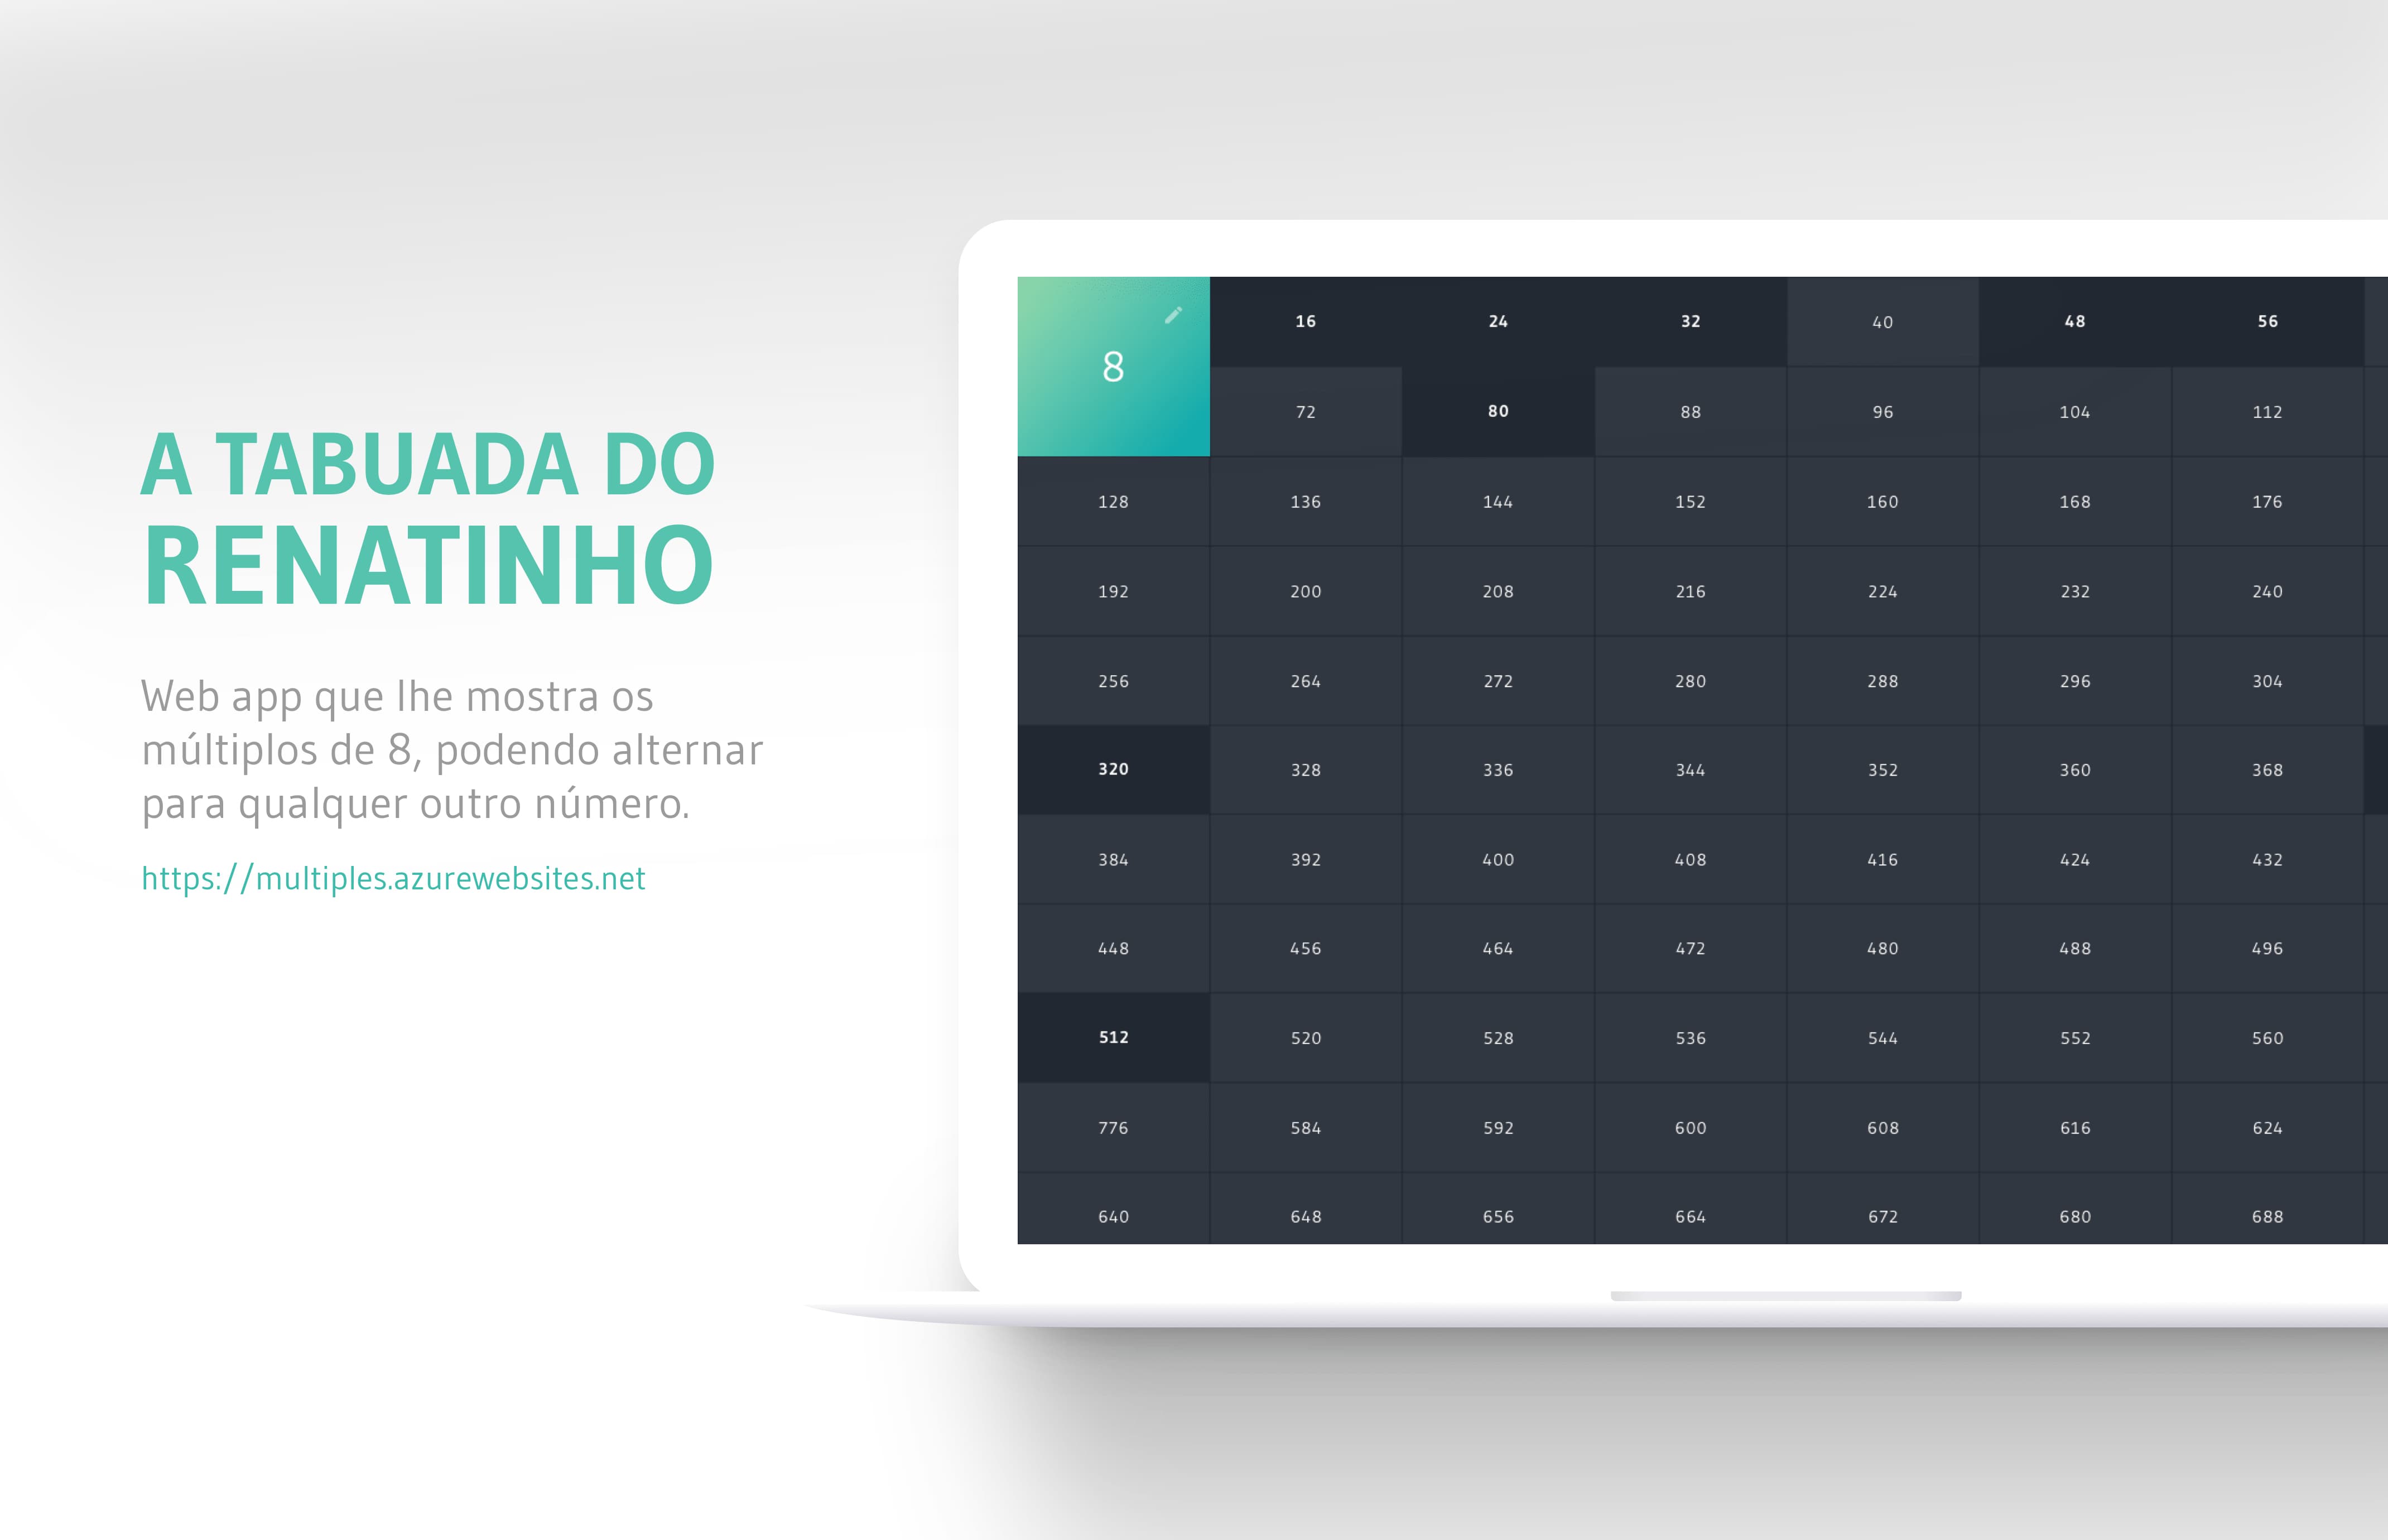 A TABUADA DO
RENATINHO
Web app que lhe mostra os
múltiplos de 8, podendo alternar
para qualquer outro número.
https://multiples.azurewebsites.net
8
16 24 32 40 48 56
72 80 88 96 104 112
128 136 144 152 160 168 176
192 200 208 216 224 232 240
256 264 272 280 288 296 304
320 328 336 344 352 360 368
384 392 400 408 416 424 432
448 456 464 472 480 488 496
512 520 528 536 544 552 560
776 584 592 600 608 616 624
640 648 656 664 672 680 688